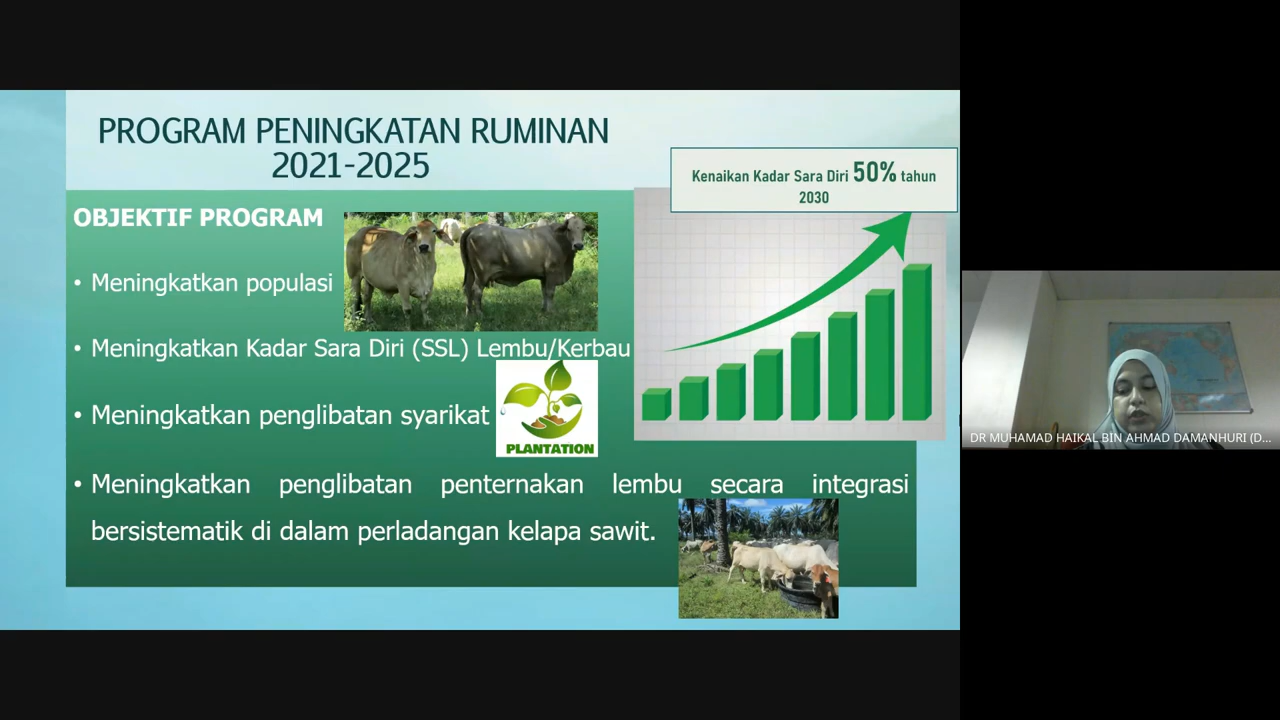 PROGRAM PENINGKATAN RUMINAN
2021-2025
Kenaikan Kadar Sara Diri 50% tahun
2030
OBJEKTIF PROGRAM
• Meningkatkan populasi
• Meningkatkan Kadar Sara Diri (SSL) Lembu/Kerbau
• Meningkatkan penglibatan syarikat
PLANTATION
• Meningkatkan penglibatan penternakan lembu secara integrasi
bersistematik di dalam perladangan kelapa sawit.
DR MUHAMAD HAIKAL BIN AHMAD DAMANHURI (D...